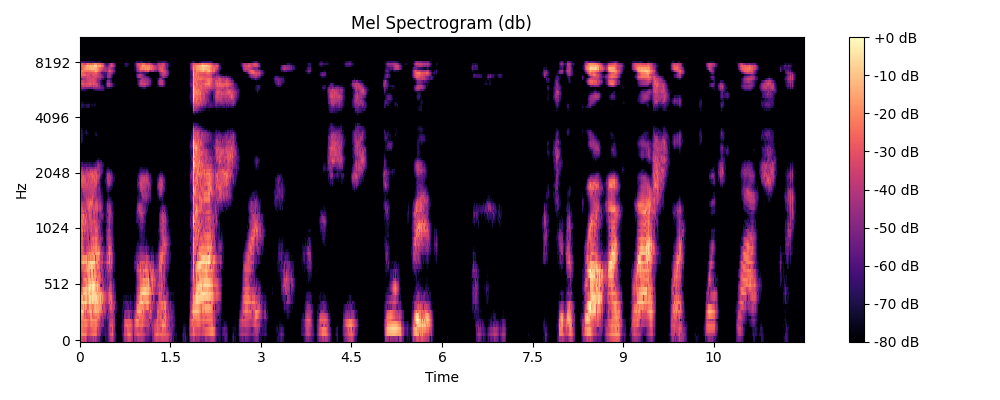 Mel Spectrogram (db)
8192
4096
2048
1024
512
0
Hz
0 1.5 3 4.5 6 7.5 9 10
Time
+0 dB
-10 dB
-20 dB
-30 dB
-40 dB
-50 dB
-60 dB
-70 dB
-80 dB